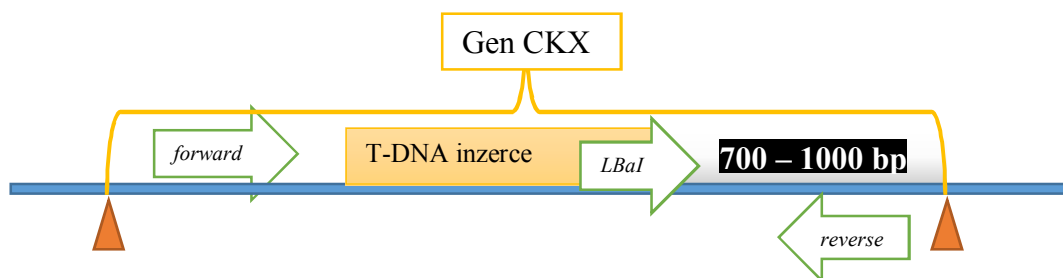 Gen CKX
forward
T-DNA inzerce
LBaI
700 – 1000 bp
reverse